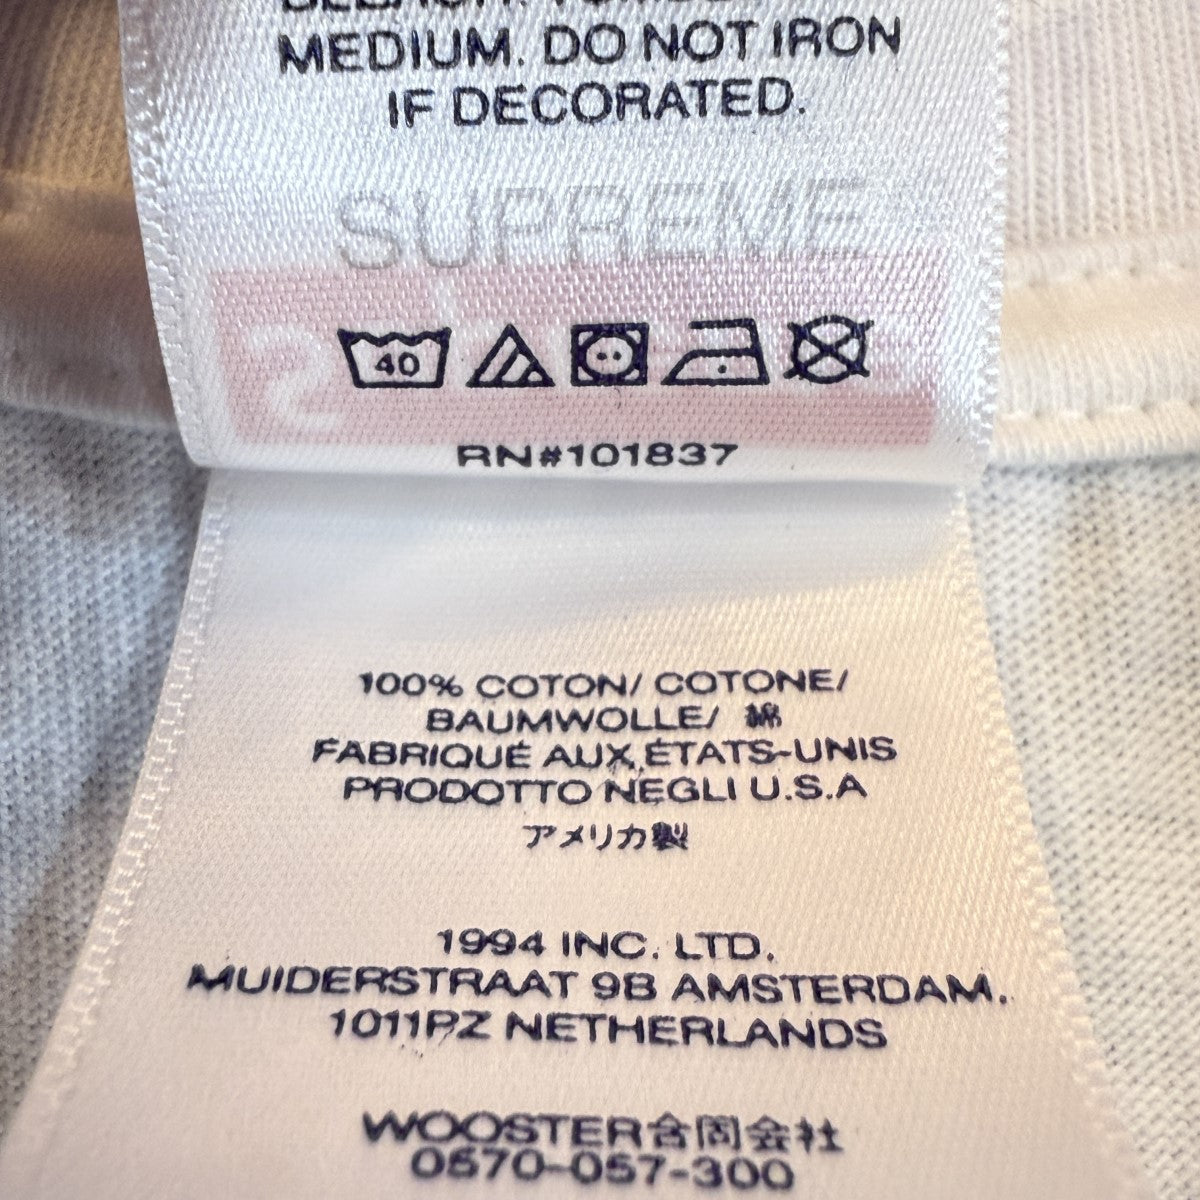 MEDIUM. DO NOT IRON
IF DECORATED.
SUPREME
40
RN#101837
100% COTON/ COTONE/
BAUMWOLLE/ 綿
FABRIQUÉ AUX ÉTATS-UNIS
PRODOTTO NEGLI U.S.A
アメリカ製
1994 INC. LTD.
MUIDERSTRAAT 9B AMSTERDAM.
1011PZ NETHERLANDS
WOOSTER合同会社
0570-057-300